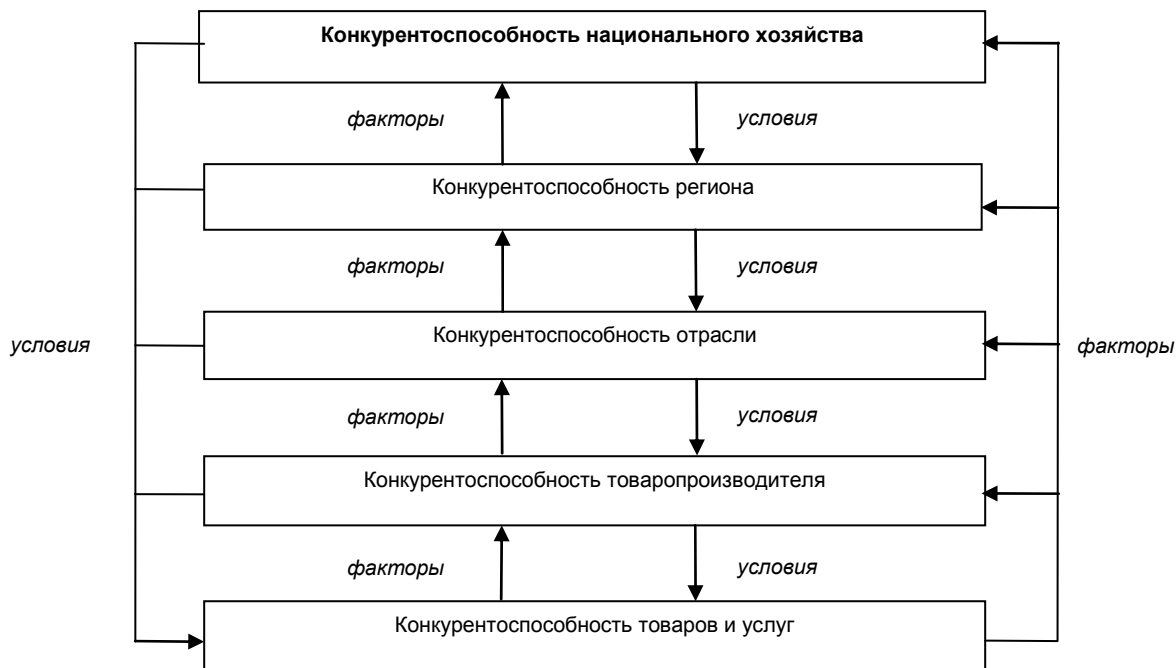 Конкурентоспособность национального хозяйства
факторы
условия
Конкурентоспособность региона
факторы
условия
Конкурентоспособность отрасли
условия
факторы
факторы
условия
Конкурентоспособность товаропроизводителя
факторы
условия
Конкурентоспособность товаров и услуг